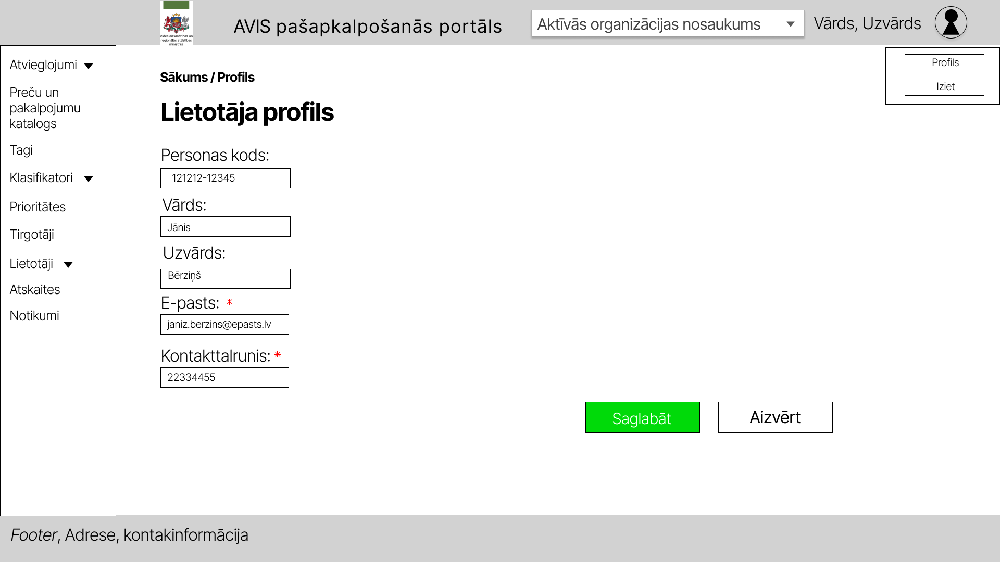 Vides aizsardzības un
reģionālās attīstības
ministrija
AVIS pašapkalpošanās portāls
Aktīvās organizācijas nosaukums
Vārds, Uzvārds
Profils
Iziet
Atvieglojumi
Preču un
pakalpojumu
katalogs
Tagi
Klasifikatori
Prioritātes
Tirgotāji
Lietotāji
Atskaites
Notikumi
Sākums / Profils
Lietotāja profils
Personas kods:
121212-12345
Vārds:
Jānis
Uzvārds:
Bērziņš
E-pasts: *
janiz.berzins@epasts.lv
Kontakttalrunis: *
22334455
Saglabāt
Aizvērt
Footer, Adrese, kontakinformācija